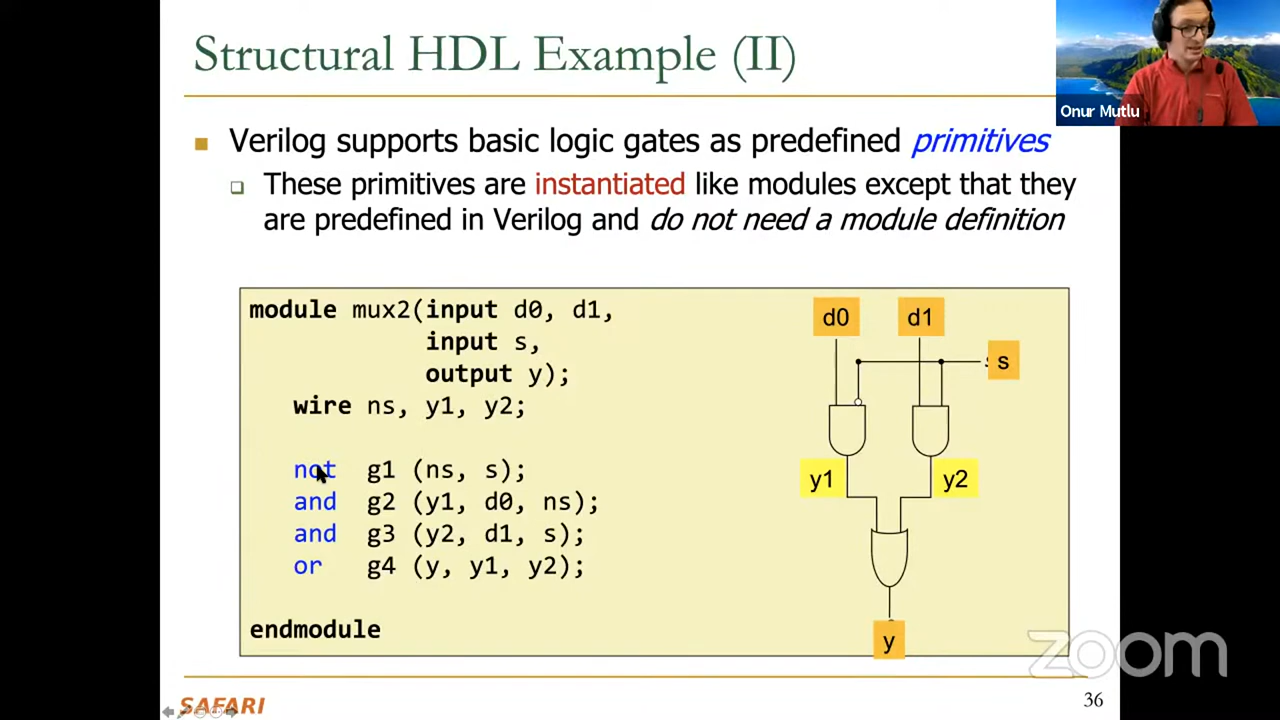 Structural HDL Example (II)
Onur Mutlu
Verilog supports basic logic gates as predefined primitives
These primitives are instantiated like modules except that they
are predefined in Verilog and do not need a module definition
module mux2(input d0, d1,
input s,
output y);
wire ns, y1, y2;
not g1 (ns, s);
and g2 (y1, d0, ns);
and g3 (y2, d1, s);
or g4 (y, y1, y2);
endmodule
d0 d1
s
y1 y2
y
zoom
SAFARI
36